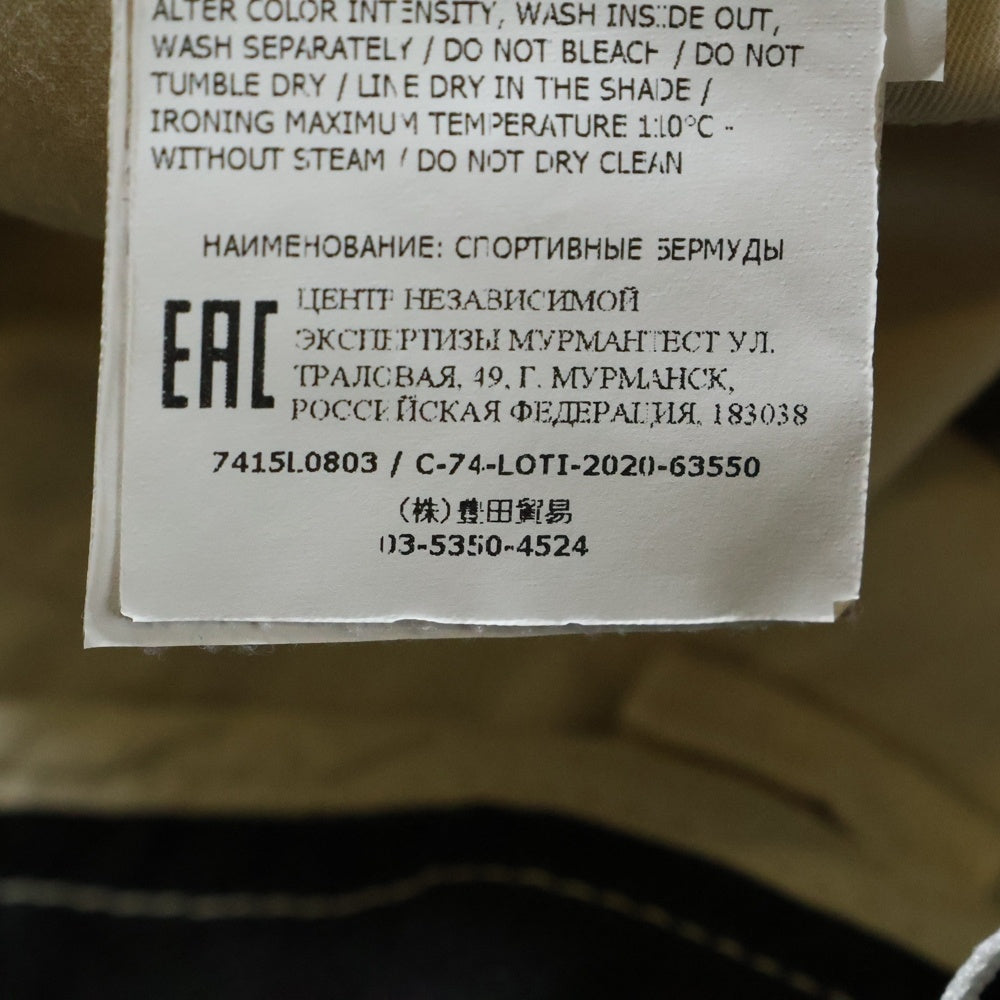 ALTER COLOR INTENSITY, WASH INSIDE OUT,
WASH SEPARATELY / DO NOT BLEACH / DO NOT
TUMBLE DRY / LINE DRY IN THE SHADE /
IRONING MAXIMUM TEMPERATURE 110°C -
WITHOUT STEAM / DO NOT DRY CLEAN
НАИМЕНОВАНИЕ: СПОРТИВНЫЕ БЕРМУДЫ
EAC
ЦЕНТР НЕЗАВИСИМОЙ
ЭКСПЕРТИЗЫ МУРМАНТЕСТ УЛ.
ТРАЛОВАЯ, 49, Г. МУРМАНСК,
РОССИЙСКАЯ ФЕДЕРАЦИЯ, 183038
7415L0803 / C-74-LOTI-2020-63550
(株)豊田貿易
03-5350-4524